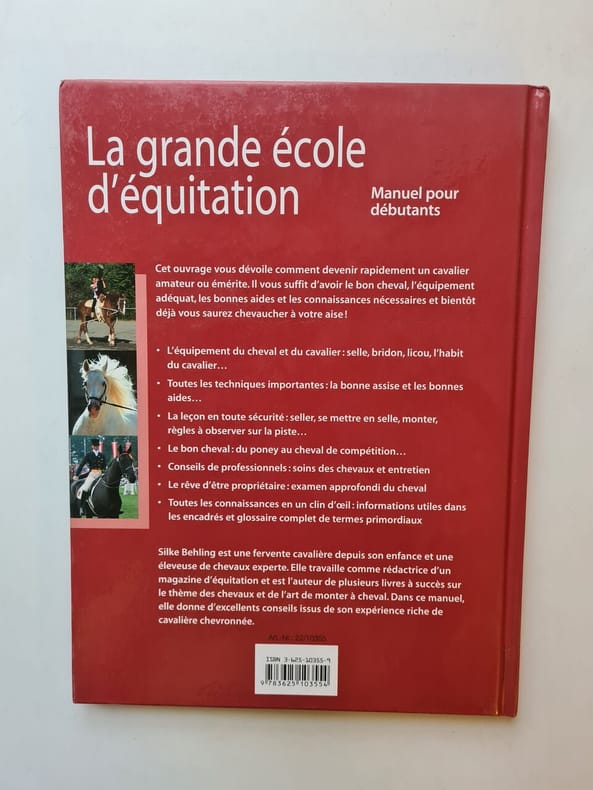 La grande école
d'équitation
Manuel pour
débutants
Cet ouvrage vous dévoile comment devenir rapidement un cavalier
amateur ou émérite. Il vous suffit d'avoir le bon cheval, l'équipement
adéquat, les bonnes aides et les connaissances nécessaires et bientôt
déjà vous saurez chevaucher à votre aise !
• L'équipement du cheval et du cavalier : selle, bridon, licou, l'habit
du cavalier…
• Toutes les techniques importantes : la bonne assise et les bonnes
aides…
• La leçon en toute sécurité : seller, se mettre en selle, monter,
règles à observer sur la piste…
• Le bon cheval : du poney au cheval de compétition…
• Conseils de professionnels : soins des chevaux et entretien
• Le rêve d'être propriétaire : examen approfondi du cheval
• Toutes les connaissances en un clin d'œil : informations utiles dans
les encadrés et glossaire complet de termes primordiaux
Silke Behling est une fervente cavalière depuis son enfance et une
éleveuse de chevaux experte. Elle travaille comme rédactrice d'un
magazine d'équitation et est l'auteur de plusieurs livres à succès sur
le thème des chevaux et de l'art de monter à cheval. Dans ce manuel,
elle donne d'excellents conseils issus de son expérience riche de
cavalière chevronnée.
Art.-Nr.: 22/10355
ISBN 3-625-10355-9
9 783625 103554